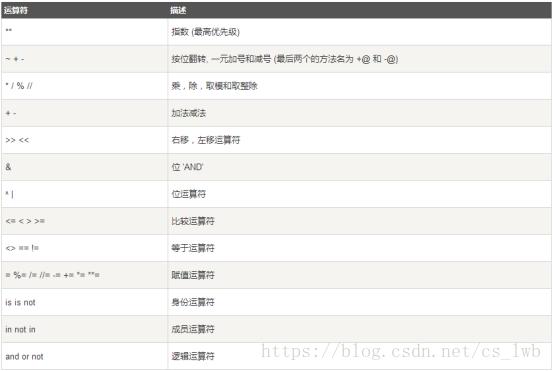 运算符 描述
** 指数 (最高优先级)
~ + - 按位翻转, 一元加号和减号 (最后两个的方法名为 +@ 和 -@)
* / % // 乘，除，取模和取整除
+ - 加法减法
>> << 右移，左移运算符
& 位 'AND'
^ | 位运算符
<= < > >= 比较运算符
<> == != 等于运算符
= %= /= //= -= += *= **= 赋值运算符
is is not 身份运算符
in not in 成员运算符
and or not 逻辑运算符
https://blog.csdn.net/cs_lwb